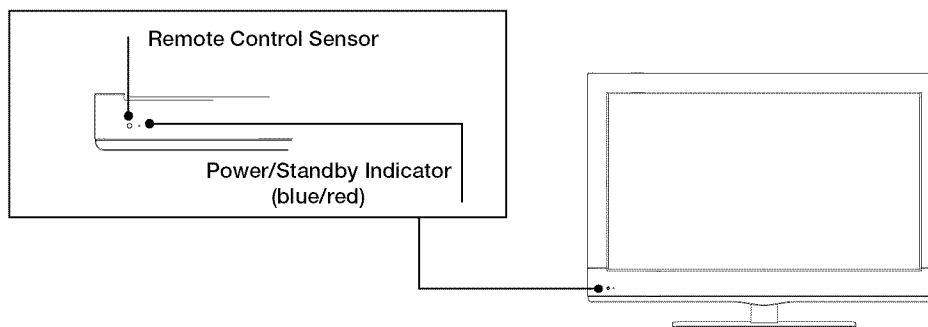 Remote Control Sensor
Power/Standby Indicator
(blue/red)